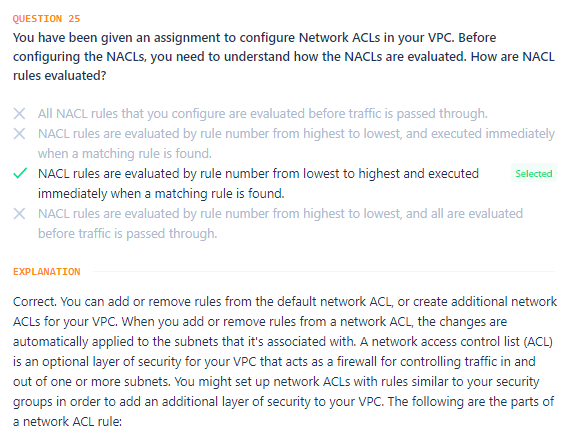 QUESTION 25
You have been given an assignment to configure Network ACLs in your VPC. Before
configuring the NACLs, you need to understand how the NACLs are evaluated. How are NACL
rules evaluated?
All NACL rules that you configure are evaluated before traffic is passed through.
NACL rules are evaluated by rule number from highest to lowest, and executed immediately
when a matching rule is found.
NACL rules are evaluated by rule number from lowest to highest and executed
immediately when a matching rule is found.
Selected
NACL rules are evaluated by rule number from highest to lowest, and all are evaluated
before traffic is passed through.
EXPLANATION
Correct. You can add or remove rules from the default network ACL, or create additional network
ACLs for your VPC. When you add or remove rules from a network ACL, the changes are
automatically applied to the subnets that it's associated with. A network access control list (ACL)
is an optional layer of security for your VPC that acts as a firewall for controlling traffic in and
out of one or more subnets. You might set up network ACLs with rules similar to your security
groups in order to add an additional layer of security to your VPC. The following are the parts of
a network ACL rule: